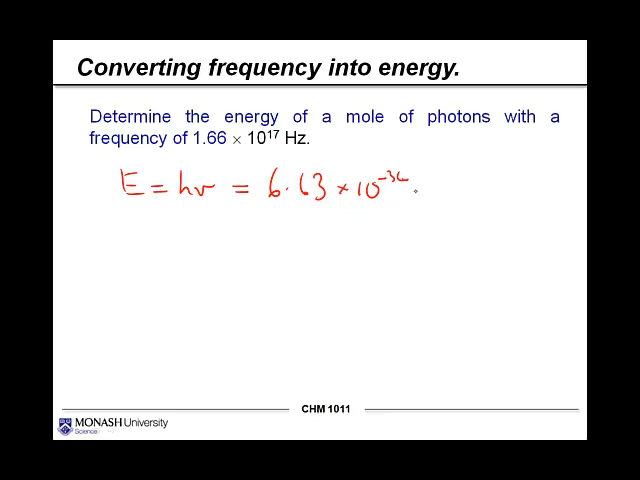 Converting frequency into energy.
Determine the energy of a mole of photons with a
frequency of 1.66 × 10¹⁷ Hz.
E = hν = 6.63 × 10⁻³⁴
CHM 1011
MONASH University
Science